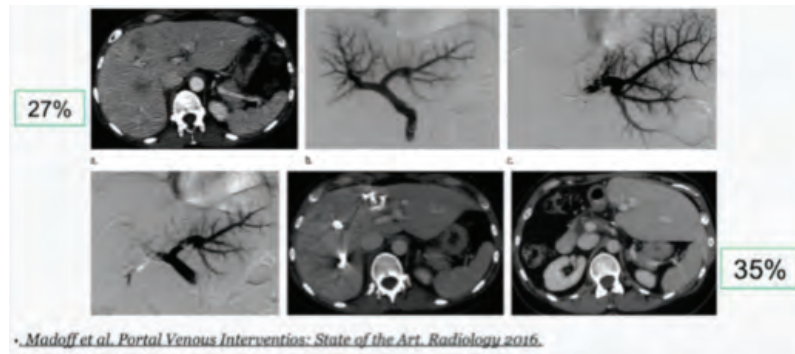 27%
a.
b.
c.
35%
• Madoff et al. Portal Venous Interventios: State of the Art. Radiology 2016.